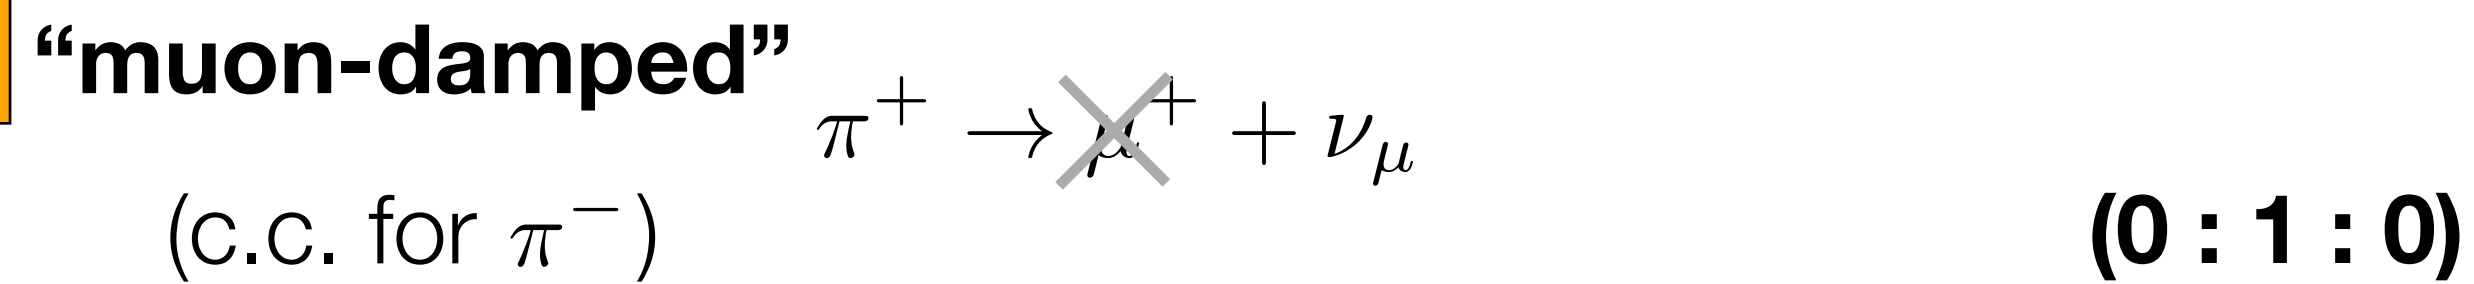 “muon-damped”
π⁺ → μ⁺ + ν_μ
(c.c. for π⁻)
(0 : 1 : 0)